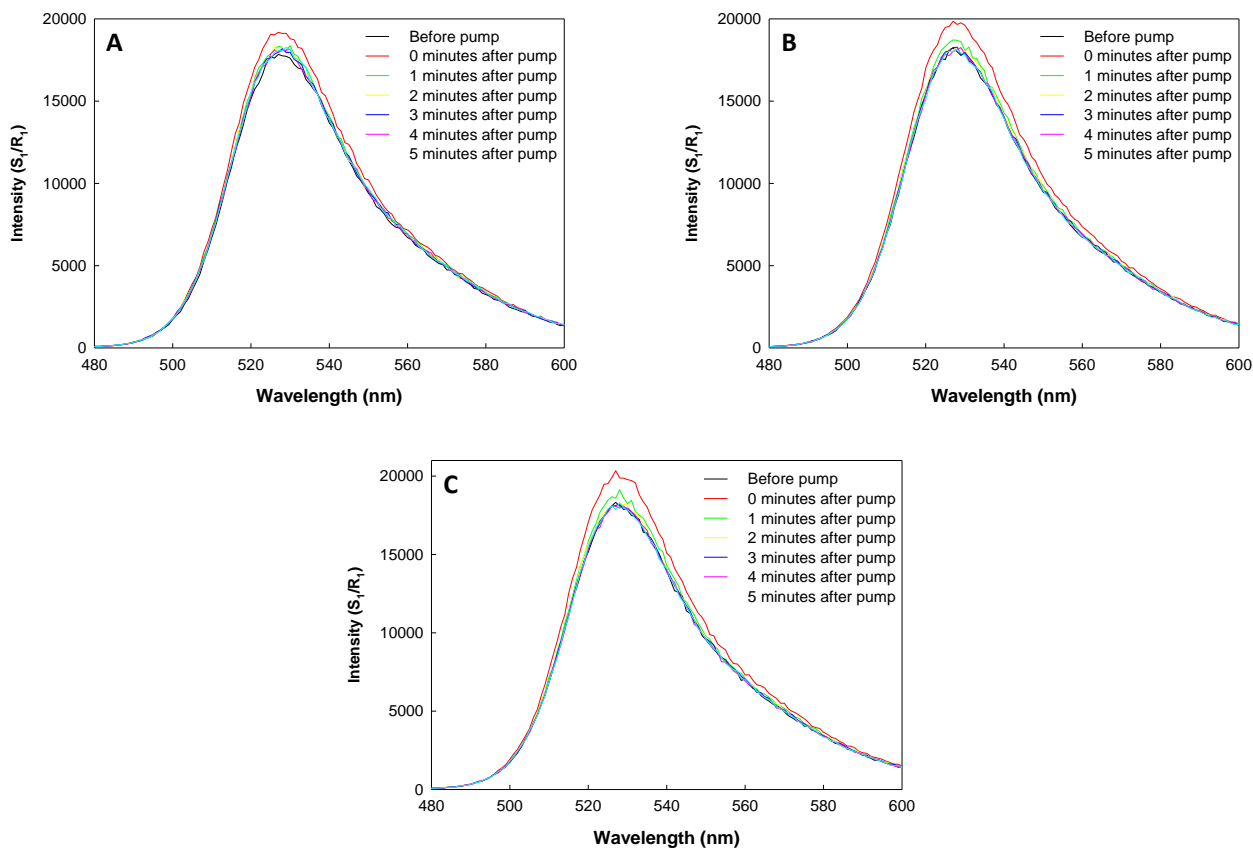 A
Intensity (S1/R1)
20000
15000
10000
5000
0
480 500 520 540 560 580 600
Wavelength (nm)
Before pump
0 minutes after pump
1 minutes after pump
2 minutes after pump
3 minutes after pump
4 minutes after pump
5 minutes after pump
B
Intensity (S1/R1)
20000
15000
10000
5000
0
480 500 520 540 560 580 600
Wavelength (nm)
Before pump
0 minutes after pump
1 minutes after pump
2 minutes after pump
3 minutes after pump
4 minutes after pump
5 minutes after pump
C
Intensity (S1/R1)
20000
15000
10000
5000
0
480 500 520 540 560 580 600
Wavelength (nm)
Before pump
0 minutes after pump
1 minutes after pump
2 minutes after pump
3 minutes after pump
4 minutes after pump
5 minutes after pump